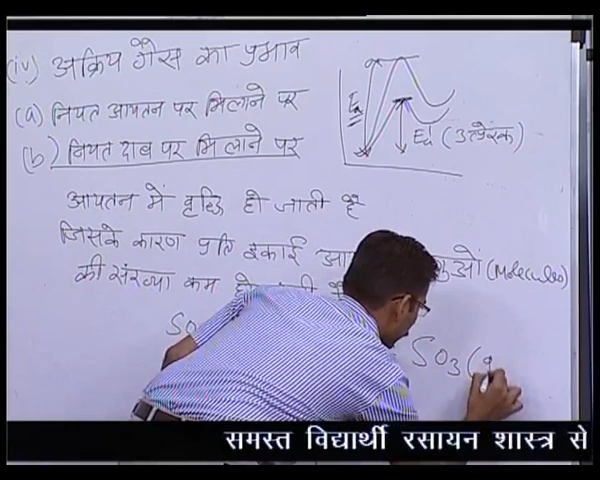 (iv) अक्रिय गैस का प्रभाव
(a) नियत आयतन पर मिलाने पर
(b) नियत दाब पर मिलाने पर
Ea
Ea' (उत्प्रेरक)
आयतन में वृद्धि हो जाती है
जिसके कारण प्रति इकाई
(Molecules)
की संख्या कम
SO
SO3 (g
समस्त विद्यार्थी रसायन शास्त्र से